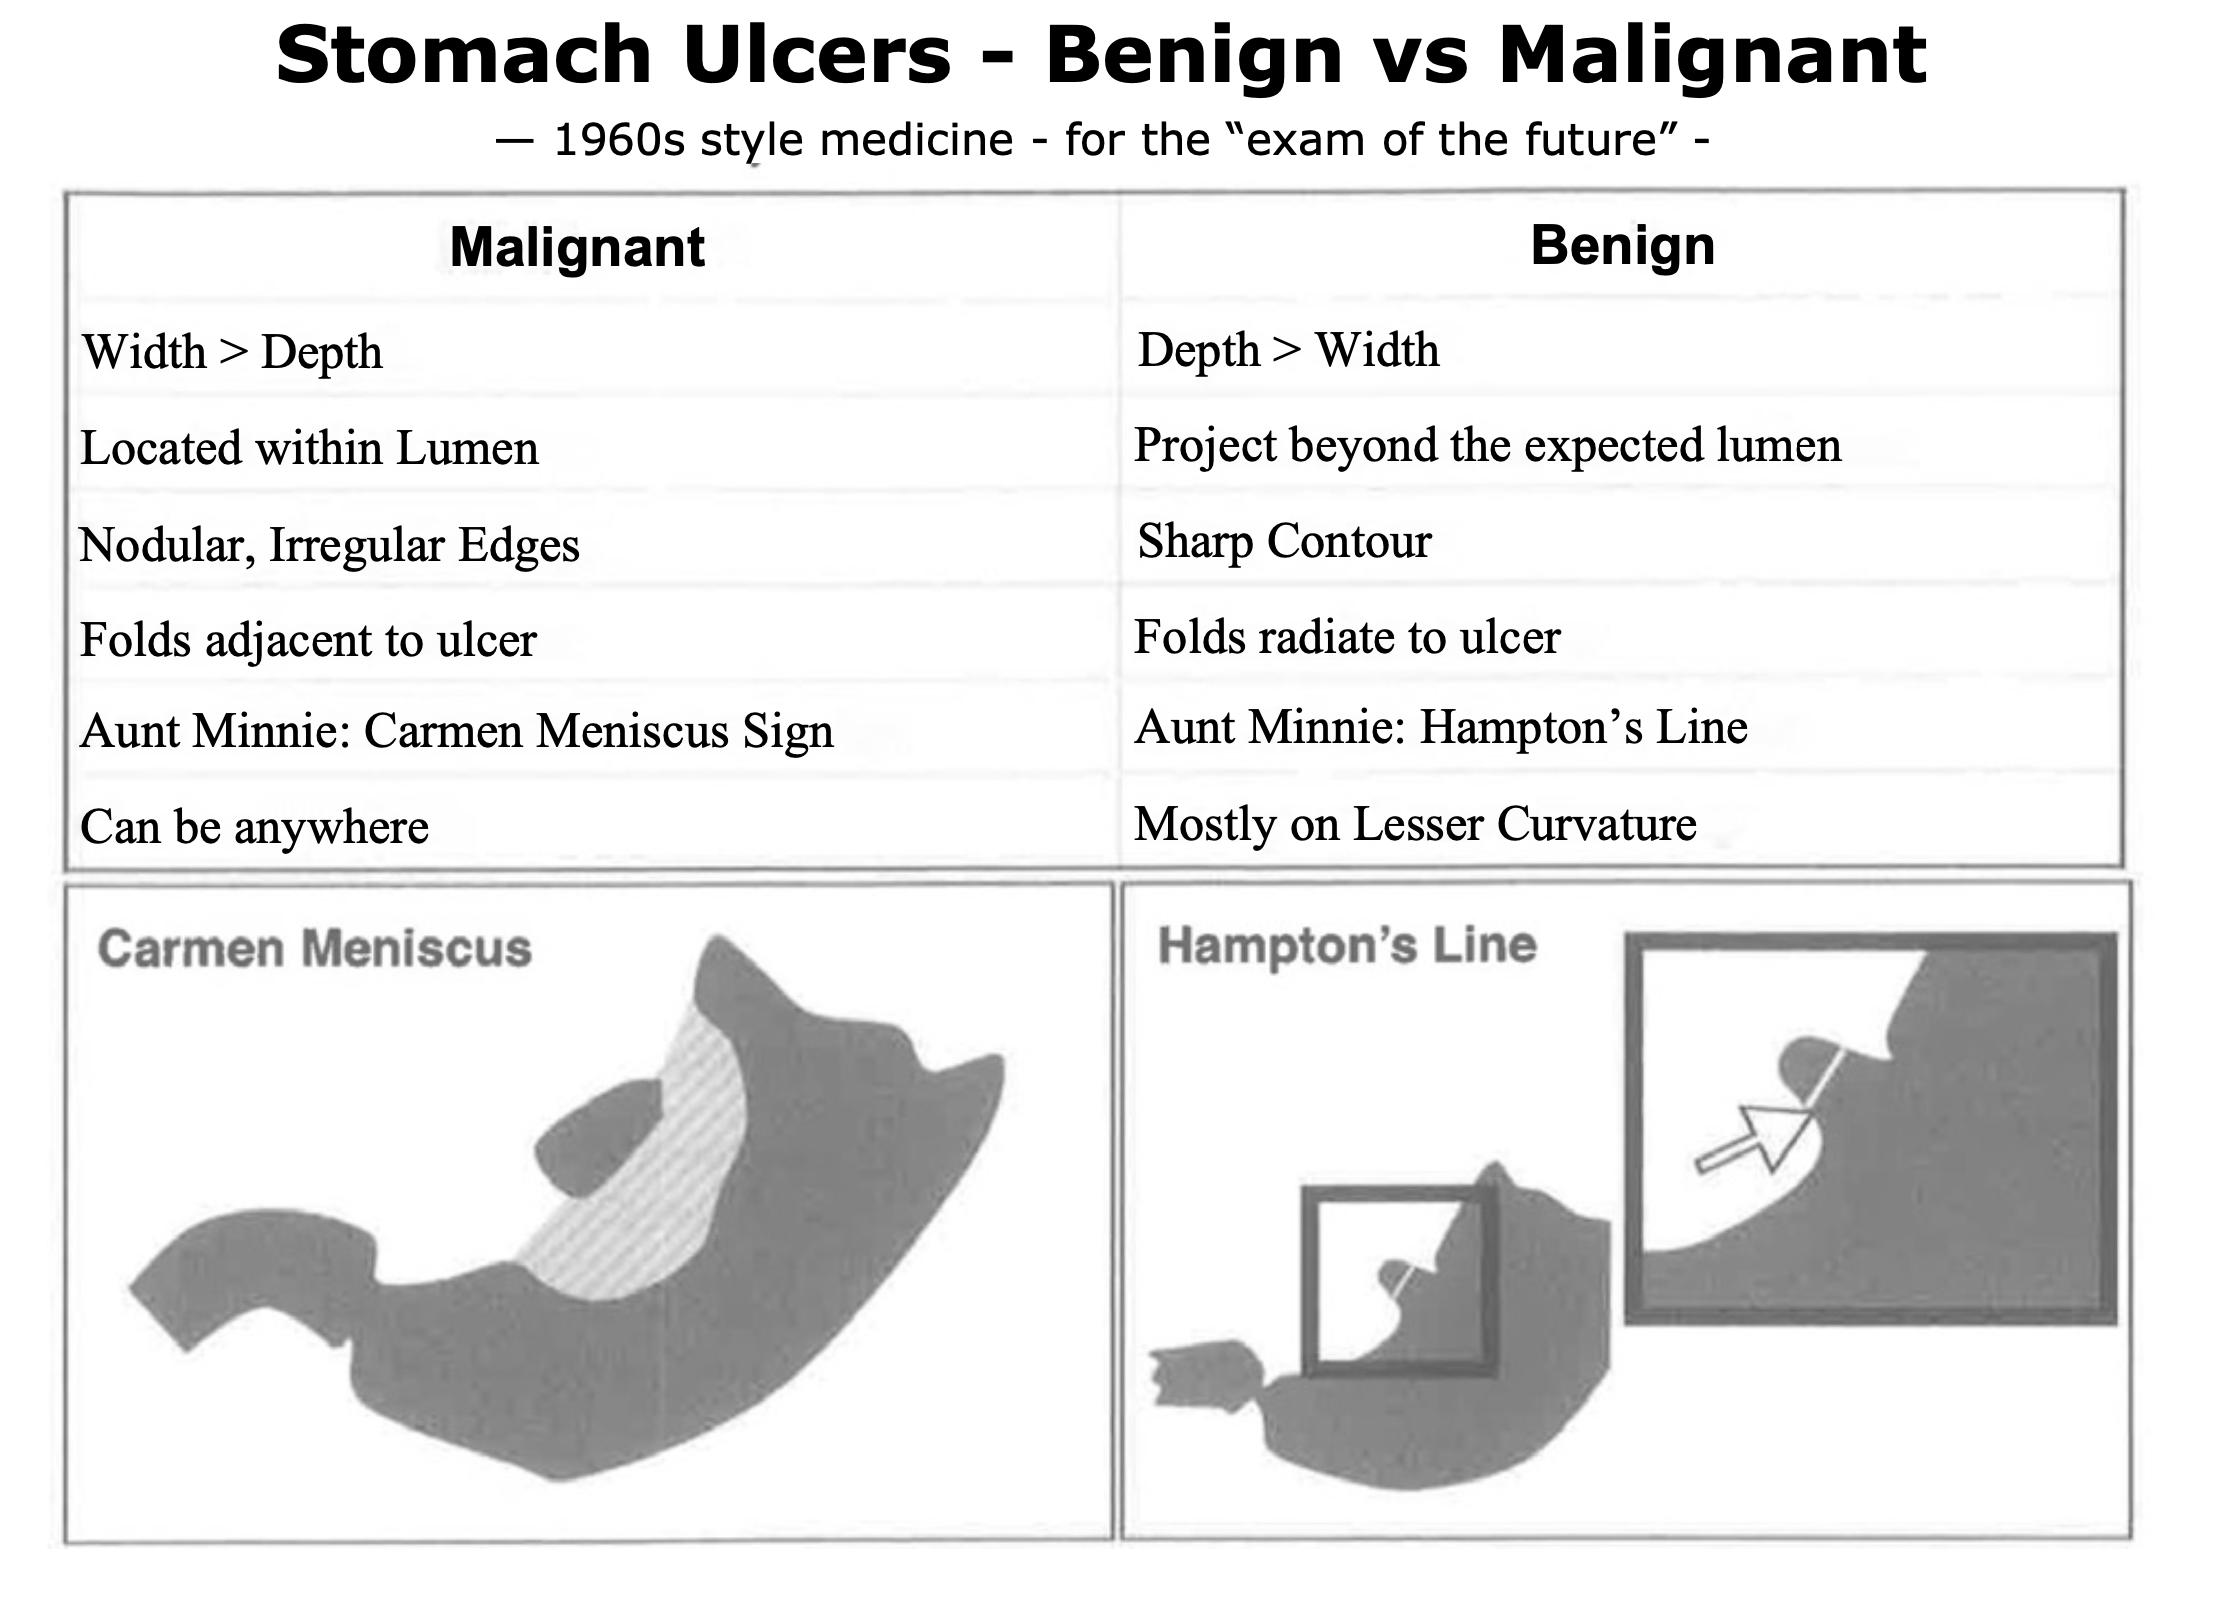 Stomach Ulcers - Benign vs Malignant
— 1960s style medicine - for the “exam of the future” -
Malignant
Benign
Width > Depth
Depth > Width
Located within Lumen
Project beyond the expected lumen
Nodular, Irregular Edges
Sharp Contour
Folds adjacent to ulcer
Folds radiate to ulcer
Aunt Minnie: Carmen Meniscus Sign
Aunt Minnie: Hampton’s Line
Can be anywhere
Mostly on Lesser Curvature
Carmen Meniscus
Hampton’s Line